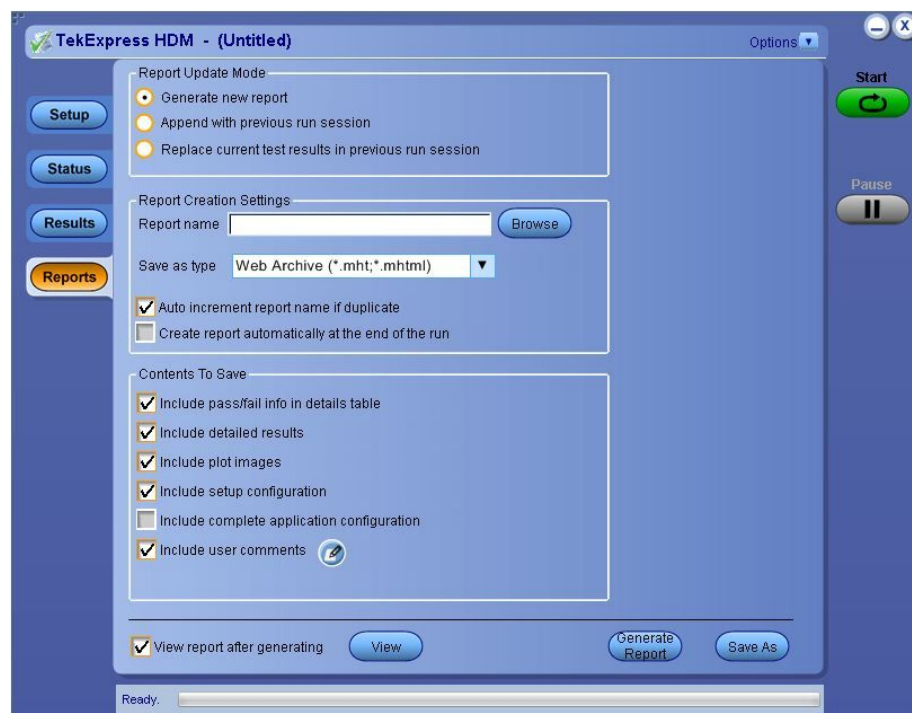 TekExpress HDM - (Untitled)
Options
X
Setup
Status
Results
Reports
Report Update Mode
Generate new report
Append with previous run session
Replace current test results in previous run session
Report Creation Settings
Report name
Browse
Save as type
Web Archive (*.mht;*.mhtml)
Auto increment report name if duplicate
Create report automatically at the end of the run
Contents To Save
Include pass/fail info in details table
Include detailed results
Include plot images
Include setup configuration
Include complete application configuration
Include user comments
View report after generating
View
Generate
Report
Save As
Ready.
Start
Pause